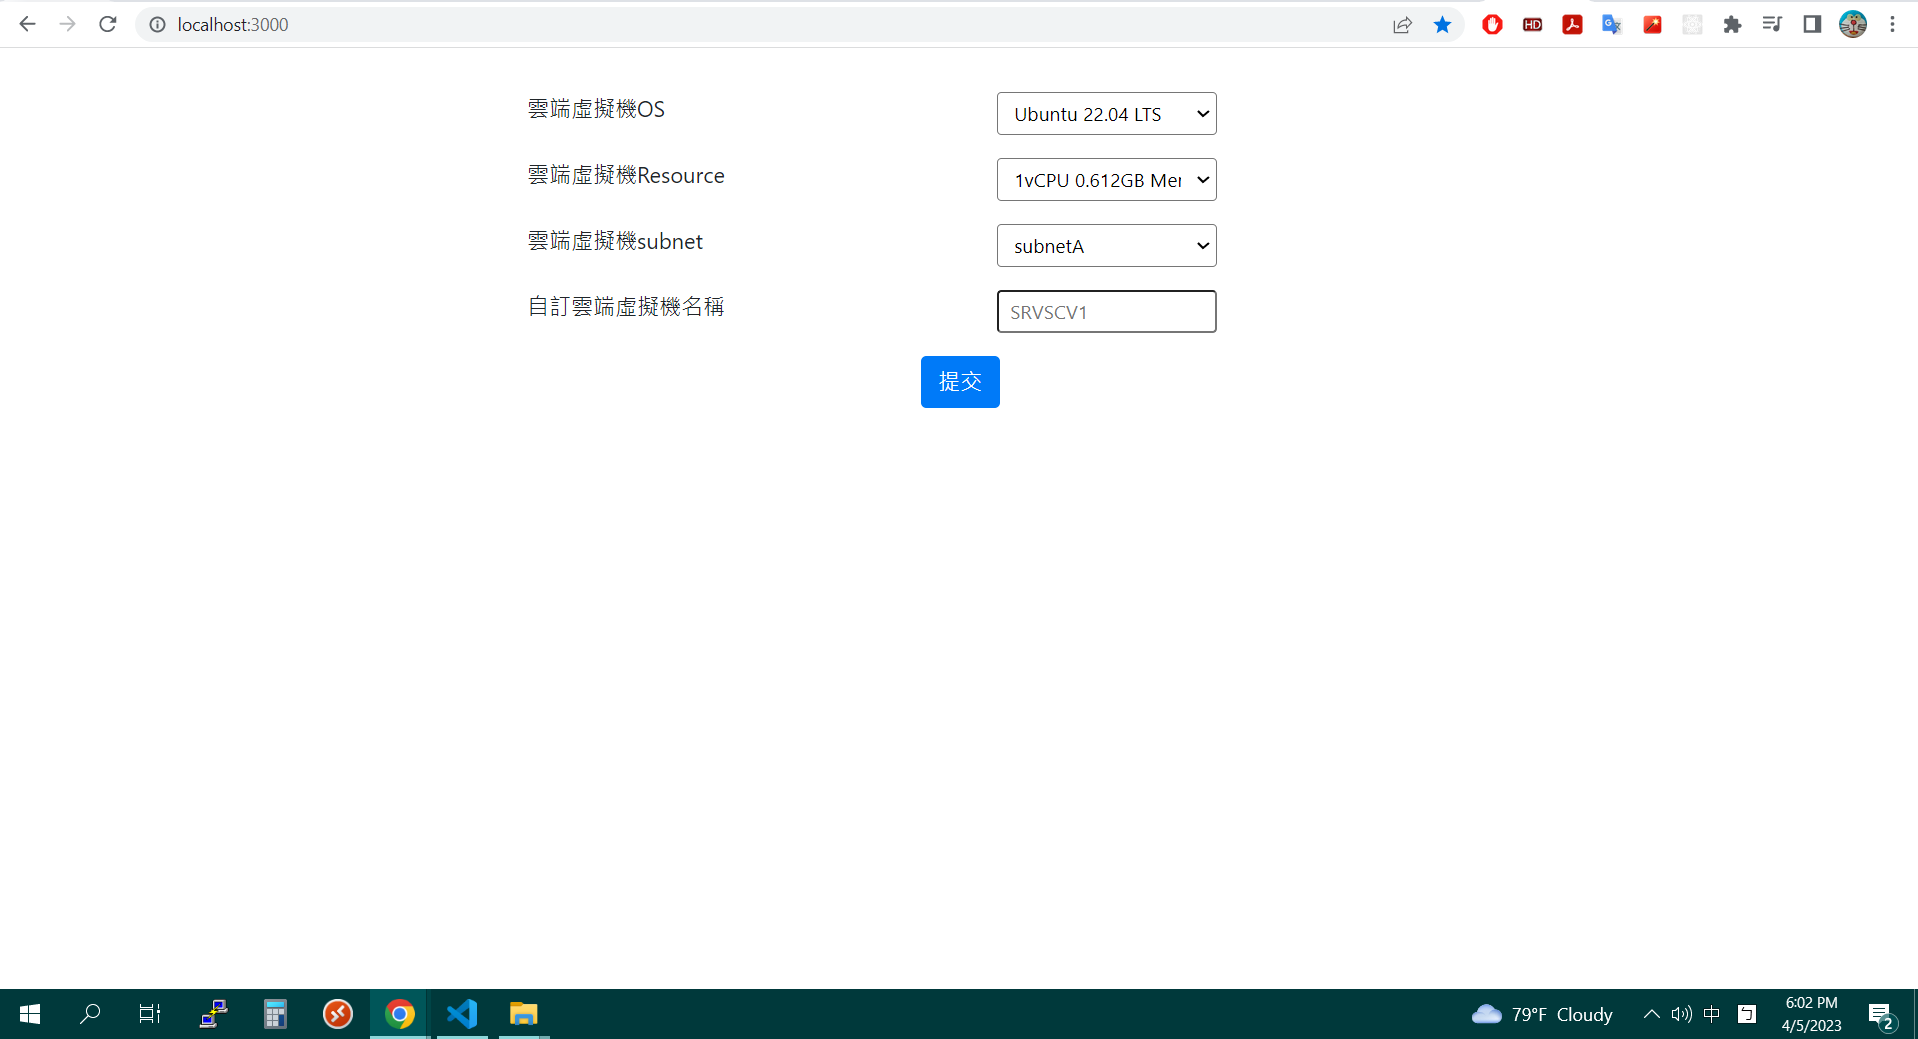 localhost:3000
HD
雲端虛擬機OS
Ubuntu 22.04 LTS
雲端虛擬機Resource
1vCPU 0.612GB Mer
雲端虛擬機subnet
subnetA
自訂雲端虛擬機名稱
SRVSCV1
提交
79°F Cloudy
中
ㄅ
6:02 PM
4/5/2023
2